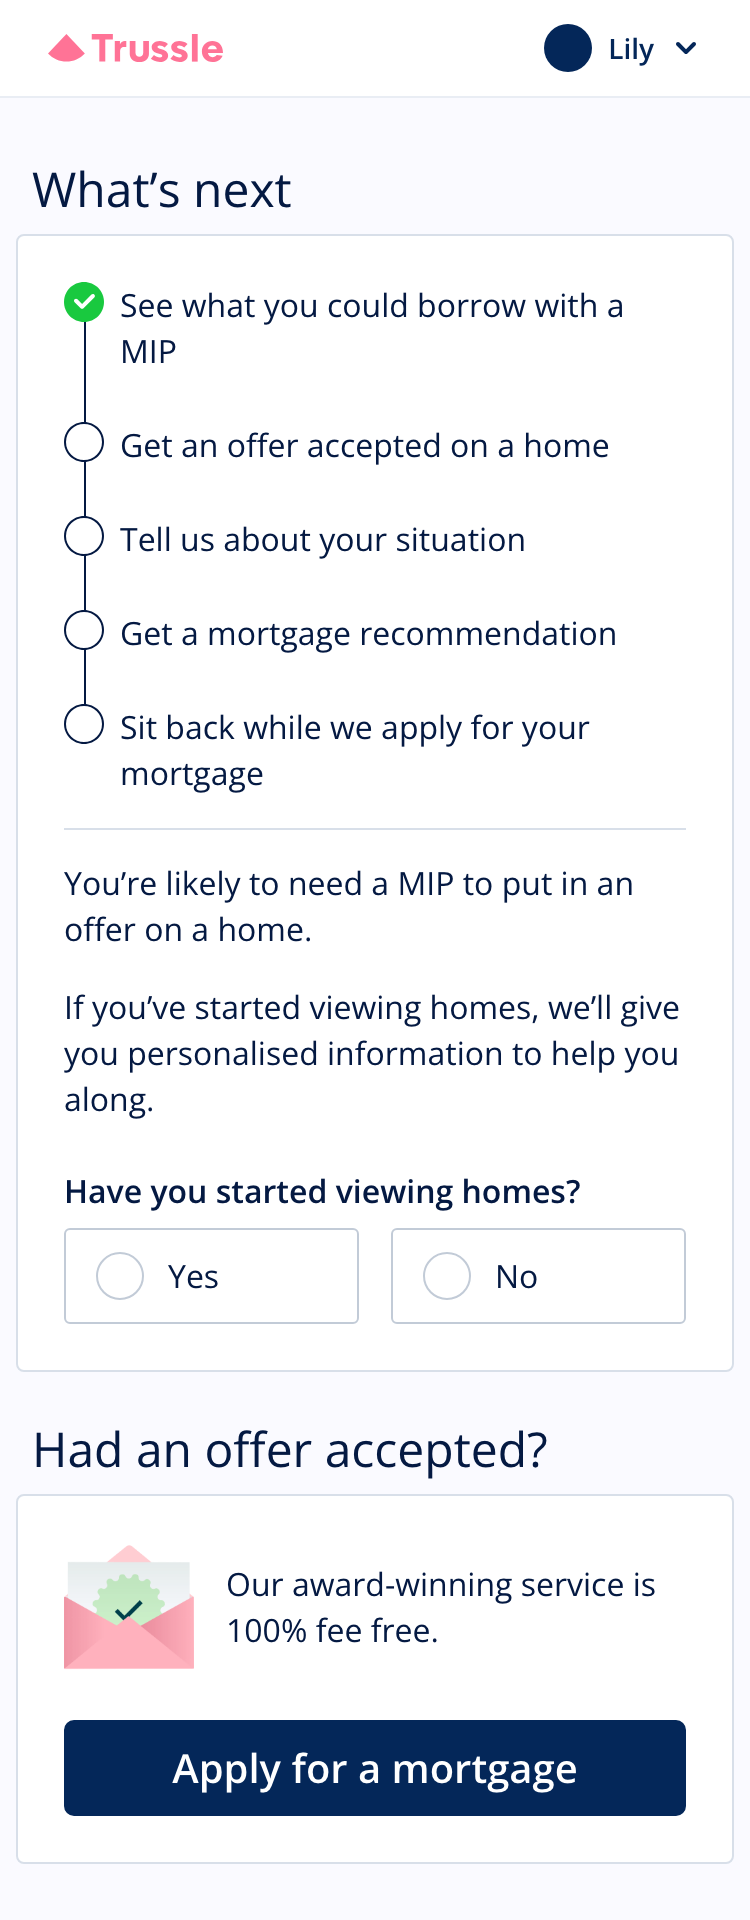 Trussle
Lily
What’s next
See what you could borrow with a
MIP
Get an offer accepted on a home
Tell us about your situation
Get a mortgage recommendation
Sit back while we apply for your
mortgage
You’re likely to need a MIP to put in an
offer on a home.
If you’ve started viewing homes, we’ll give
you personalised information to help you
along.
Have you started viewing homes?
Yes
No
Had an offer accepted?
Our award-winning service is
100% fee free.
Apply for a mortgage